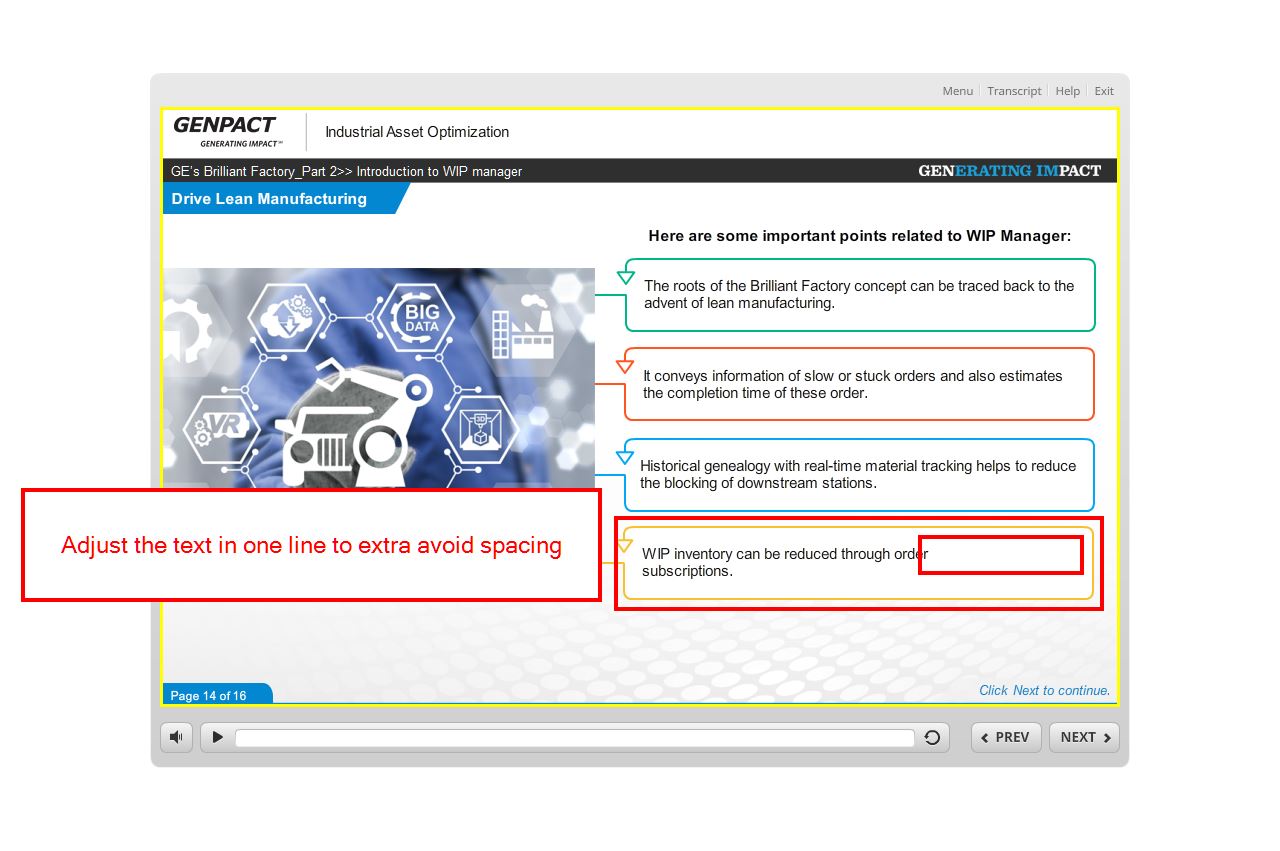 Menu Transcript Help Exit
GENPACT
GENERATING IMPACT℠
Industrial Asset Optimization
GE's Brilliant Factory_Part 2>> Introduction to WIP manager
GENERATING IMPACT
Drive Lean Manufacturing
Here are some important points related to WIP Manager:
The roots of the Brilliant Factory concept can be traced back to the
advent of lean manufacturing.
BIG
DATA
It conveys information of slow or stuck orders and also estimates
the completion time of these order.
VR
3D
Historical genealogy with real-time material tracking helps to reduce
the blocking of downstream stations.
Adjust the text in one line to extra avoid spacing
WIP inventory can be reduced through order
subscriptions.
Page 14 of 16
Click Next to continue.
PREV
NEXT